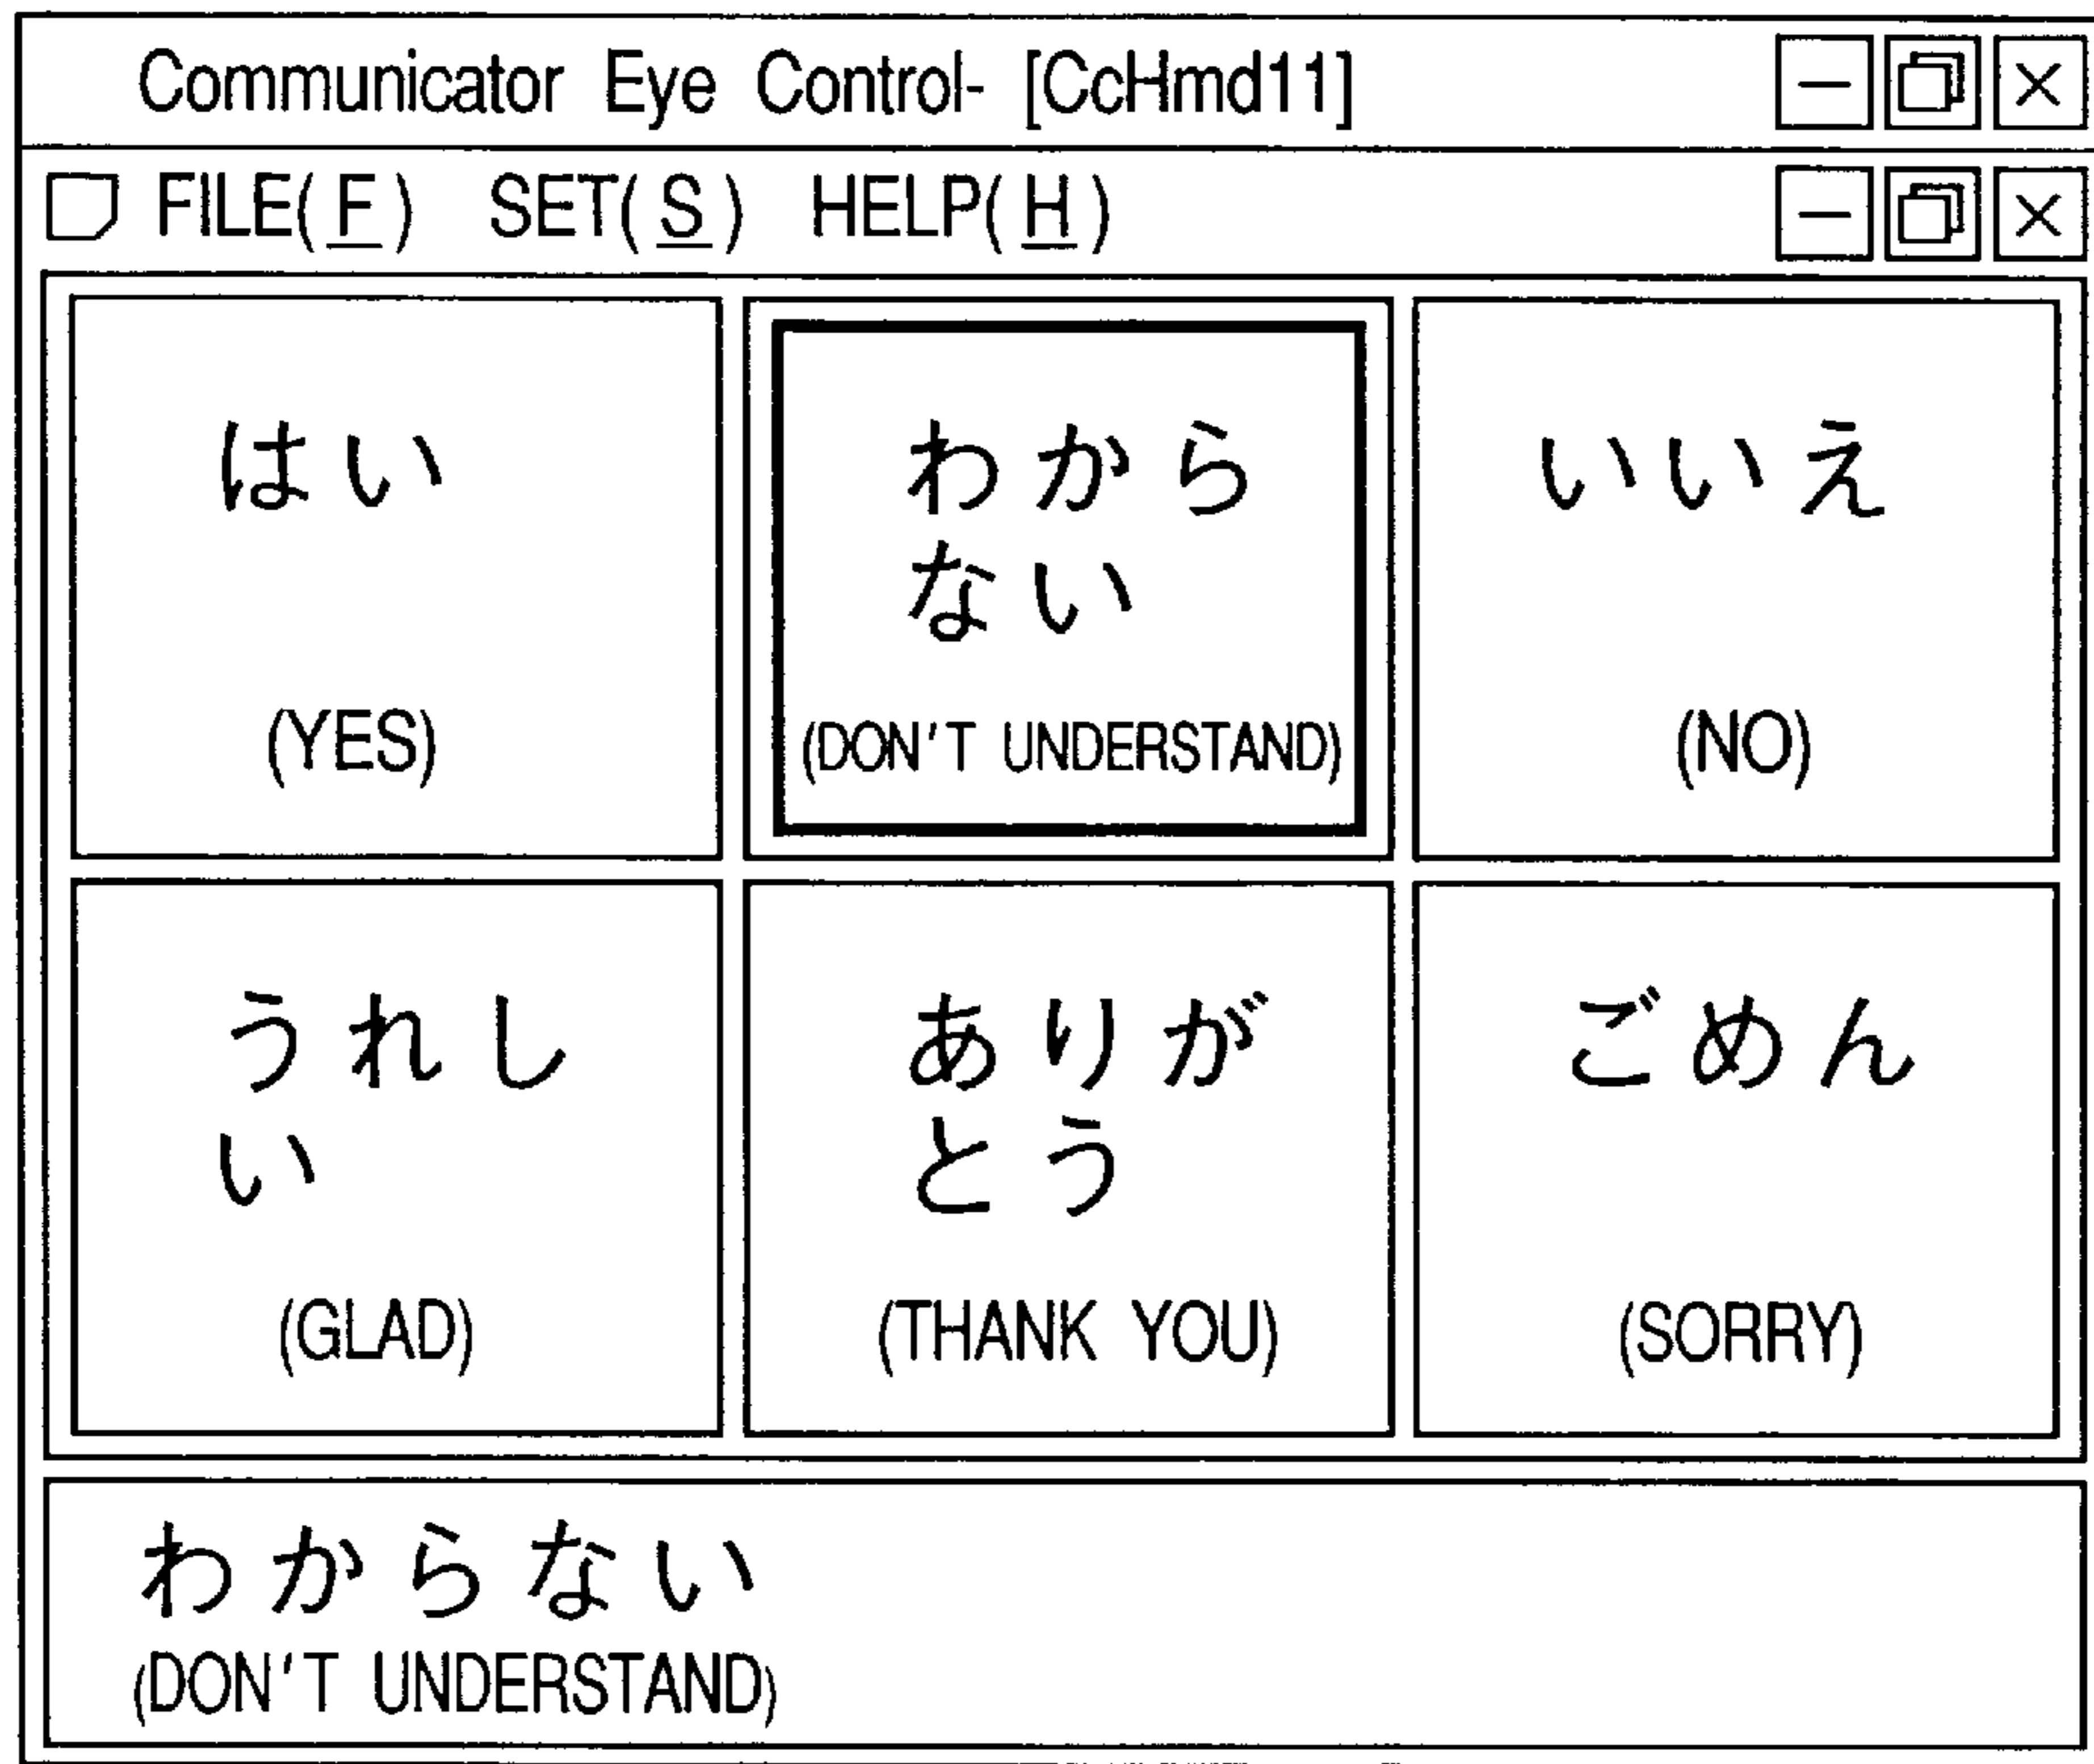 Communicator Eye Control- [CcHmd11]
FILE(F) SET(S) HELP(H)
はい
(YES)
わから
ない
(DON'T UNDERSTAND)
いいえ
(NO)
うれし
い
(GLAD)
ありが
とう
(THANK YOU)
ごめん
(SORRY)
わからない
(DON'T UNDERSTAND)